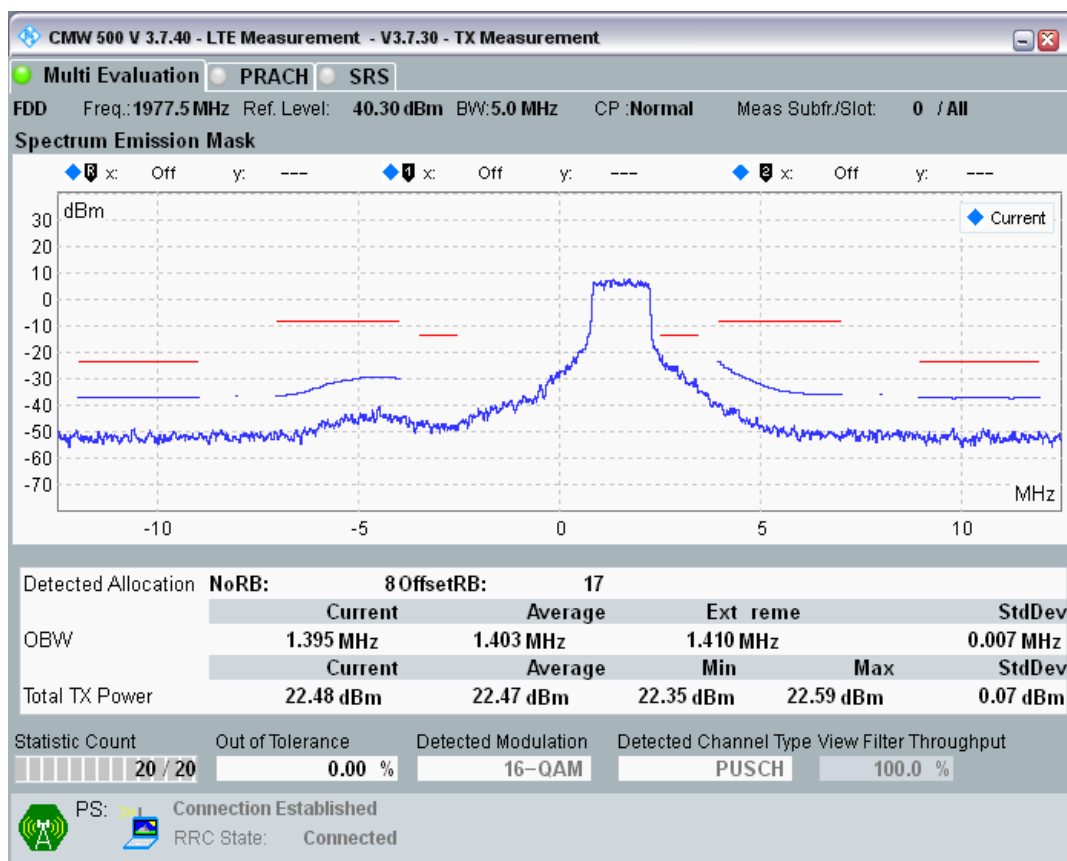 CMW 500 V 3.7.40 - LTE Measurement - V3.7.30 - TX Measurement
Multi Evaluation PRACH SRS
FDD Freq.: 1977.5 MHz Ref. Level: 40.30 dBm BW: 5.0 MHz CP : Normal Meas Subfr./Slot: 0 / All
Spectrum Emission Mask
R x: Off y: --- 1 x: Off y: --- 2 x: Off y: ---
dBm
Current
30
20
10
0
-10
-20
-30
-40
-50
-60
-70
MHz
-10 -5 0 5 10
Detected Allocation NoRB: 8 OffsetRB: 17
Current Average Ext reme StdDev
OBW 1.395 MHz 1.403 MHz 1.410 MHz 0.007 MHz
Current Average Min Max StdDev
Total TX Power 22.48 dBm 22.47 dBm 22.35 dBm 22.59 dBm 0.07 dBm
Statistic Count Out of Tolerance Detected Modulation Detected Channel Type View Filter Throughput
20 / 20 0.00 % 16-QAM PUSCH 100.0 %
PS: Connection Established
RRC State: Connected